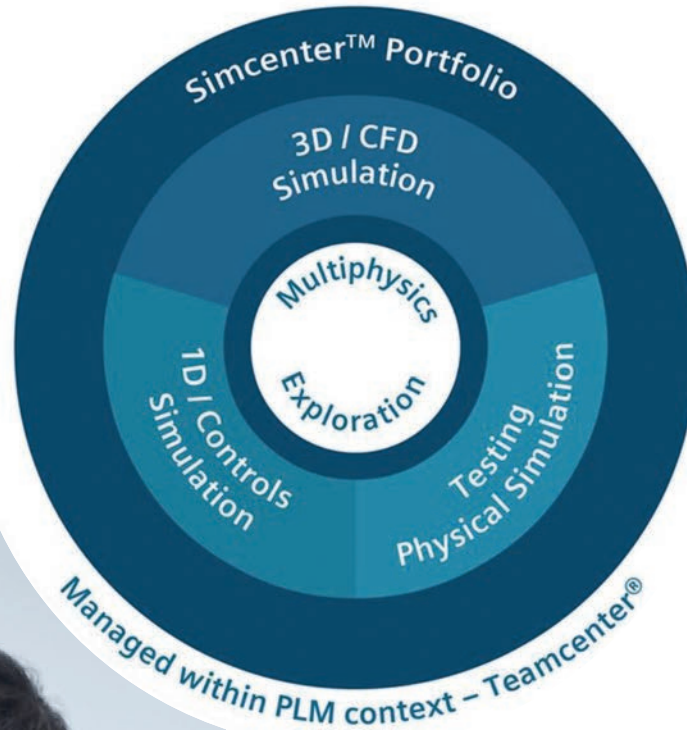 Simcenter™ Portfolio
3D / CFD
Simulation
Multiphysics
Exploration
1D / Controls
Simulation
Testing
Physical Simulation
Managed within PLM context – Teamcenter®